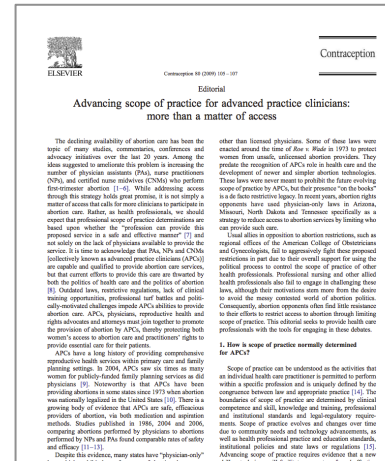 ELSEVIER
Contraception
Contraception 80 (2009) 105–107
Editorial
Advancing scope of practice for advanced practice clinicians:
more than a matter of access
The declining availability of abortion care has been the
topic of many studies, commentaries, conferences and
advocacy initiatives over the last 20 years. Among the
ideas suggested to ameliorate this problem is increasing the
number of physician assistants (PAs), nurse practitioners
(NPs), and certified nurse midwives (CNMs) who perform
first-trimester abortion [1–6]. While addressing access
through this strategy holds great promise, it is not simply a
matter of access that calls for more clinicians to participate in
abortion care. Rather, as health professionals, we should
expect that professional scope of practice determinations are
based upon whether the "profession can provide this
proposed service in a safe and effective manner" [7] and
not solely on the lack of physicians available to provide the
service. It is time to acknowledge that PAs, NPs and CNMs
[collectively known as advanced practice clinicians (APCs)]
are capable and qualified to provide abortion care services,
but that current efforts to provide this care are thwarted by
both the politics of health care and the politics of abortion
[8]. Outdated laws, restrictive regulations, lack of clinical
training opportunities, professional turf battles and politi-
cally-motivated challenges impede APCs abilities to provide
abortion care. APCs, physicians, reproductive health and
rights advocates and attorneys must join together to promote
the provision of abortion by APCs, thereby protecting both
women's access to abortion care and practitioners' rights to
provide essential care for their patients.
APCs have a long history of providing comprehensive
reproductive health services within primary care and family
planning settings. In 2004, APCs saw six times as many
women for publicly-funded family planning services as did
physicians [9]. Noteworthy is that APCs have been
providing abortions in some states since 1973 when abortion
was nationally legalized in the United States [10]. There is a
growing body of evidence that APCs are safe, efficacious
providers of abortion, via both medication and aspiration
methods. Studies published in 1986, 2004 and 2006,
comparing abortions performed by physicians to abortions
performed by NPs and PAs found comparable rates of safety
and efficacy [11–13].
Despite this evidence, many states have "physician-only"
other than licensed physicians. Some of these laws were
enacted around the time of Roe v. Wade in 1973 to protect
women from unsafe, unlicensed abortion providers. They
predate the recognition of APCs role in health care and the
development of newer and simpler abortion technologies.
These laws were never meant to prohibit the future evolving
scope of practice by APCs, but their presence "on the books"
is a de facto restrictive legacy. In recent years, abortion rights
opponents have used physician-only laws in Arizona,
Missouri, North Dakota and Tennessee specifically as a
strategy to reduce access to abortion services by limiting who
can provide such care.
Usual allies in opposition to abortion restrictions, such as
regional offices of the American College of Obstetricians
and Gynecologists, fail to aggressively fight these proposed
restrictions in part due to their overall support for using the
political process to control the scope of practice of other
health professionals. Professional nursing and other allied
health professionals also fail to engage in challenging these
laws, although their motivations stem more from the desire
to avoid the messy contested world of abortion politics.
Consequently, abortion opponents often find little resistance
to their efforts to restrict access to abortion through limiting
scope of practice. This editorial seeks to provide health care
professionals with the tools for engaging in these debates.
1. How is scope of practice normally determined
for APCs?
Scope of practice can be understood as the activities that
an individual health care practitioner is permitted to perform
within a specific profession and is uniquely defined by the
congruence between law and appropriate practice [14]. The
boundaries of scope of practice are determined by clinical
competence and skill, knowledge and training, professional
and institutional standards and legal-regulatory require-
ments. Scope of practice evolves and changes over time
due to community needs and technology advancements, as
well as health professional practice and education standards,
institutional policies and state laws or regulations [15].
Advancing scope of practice requires evidence that a new